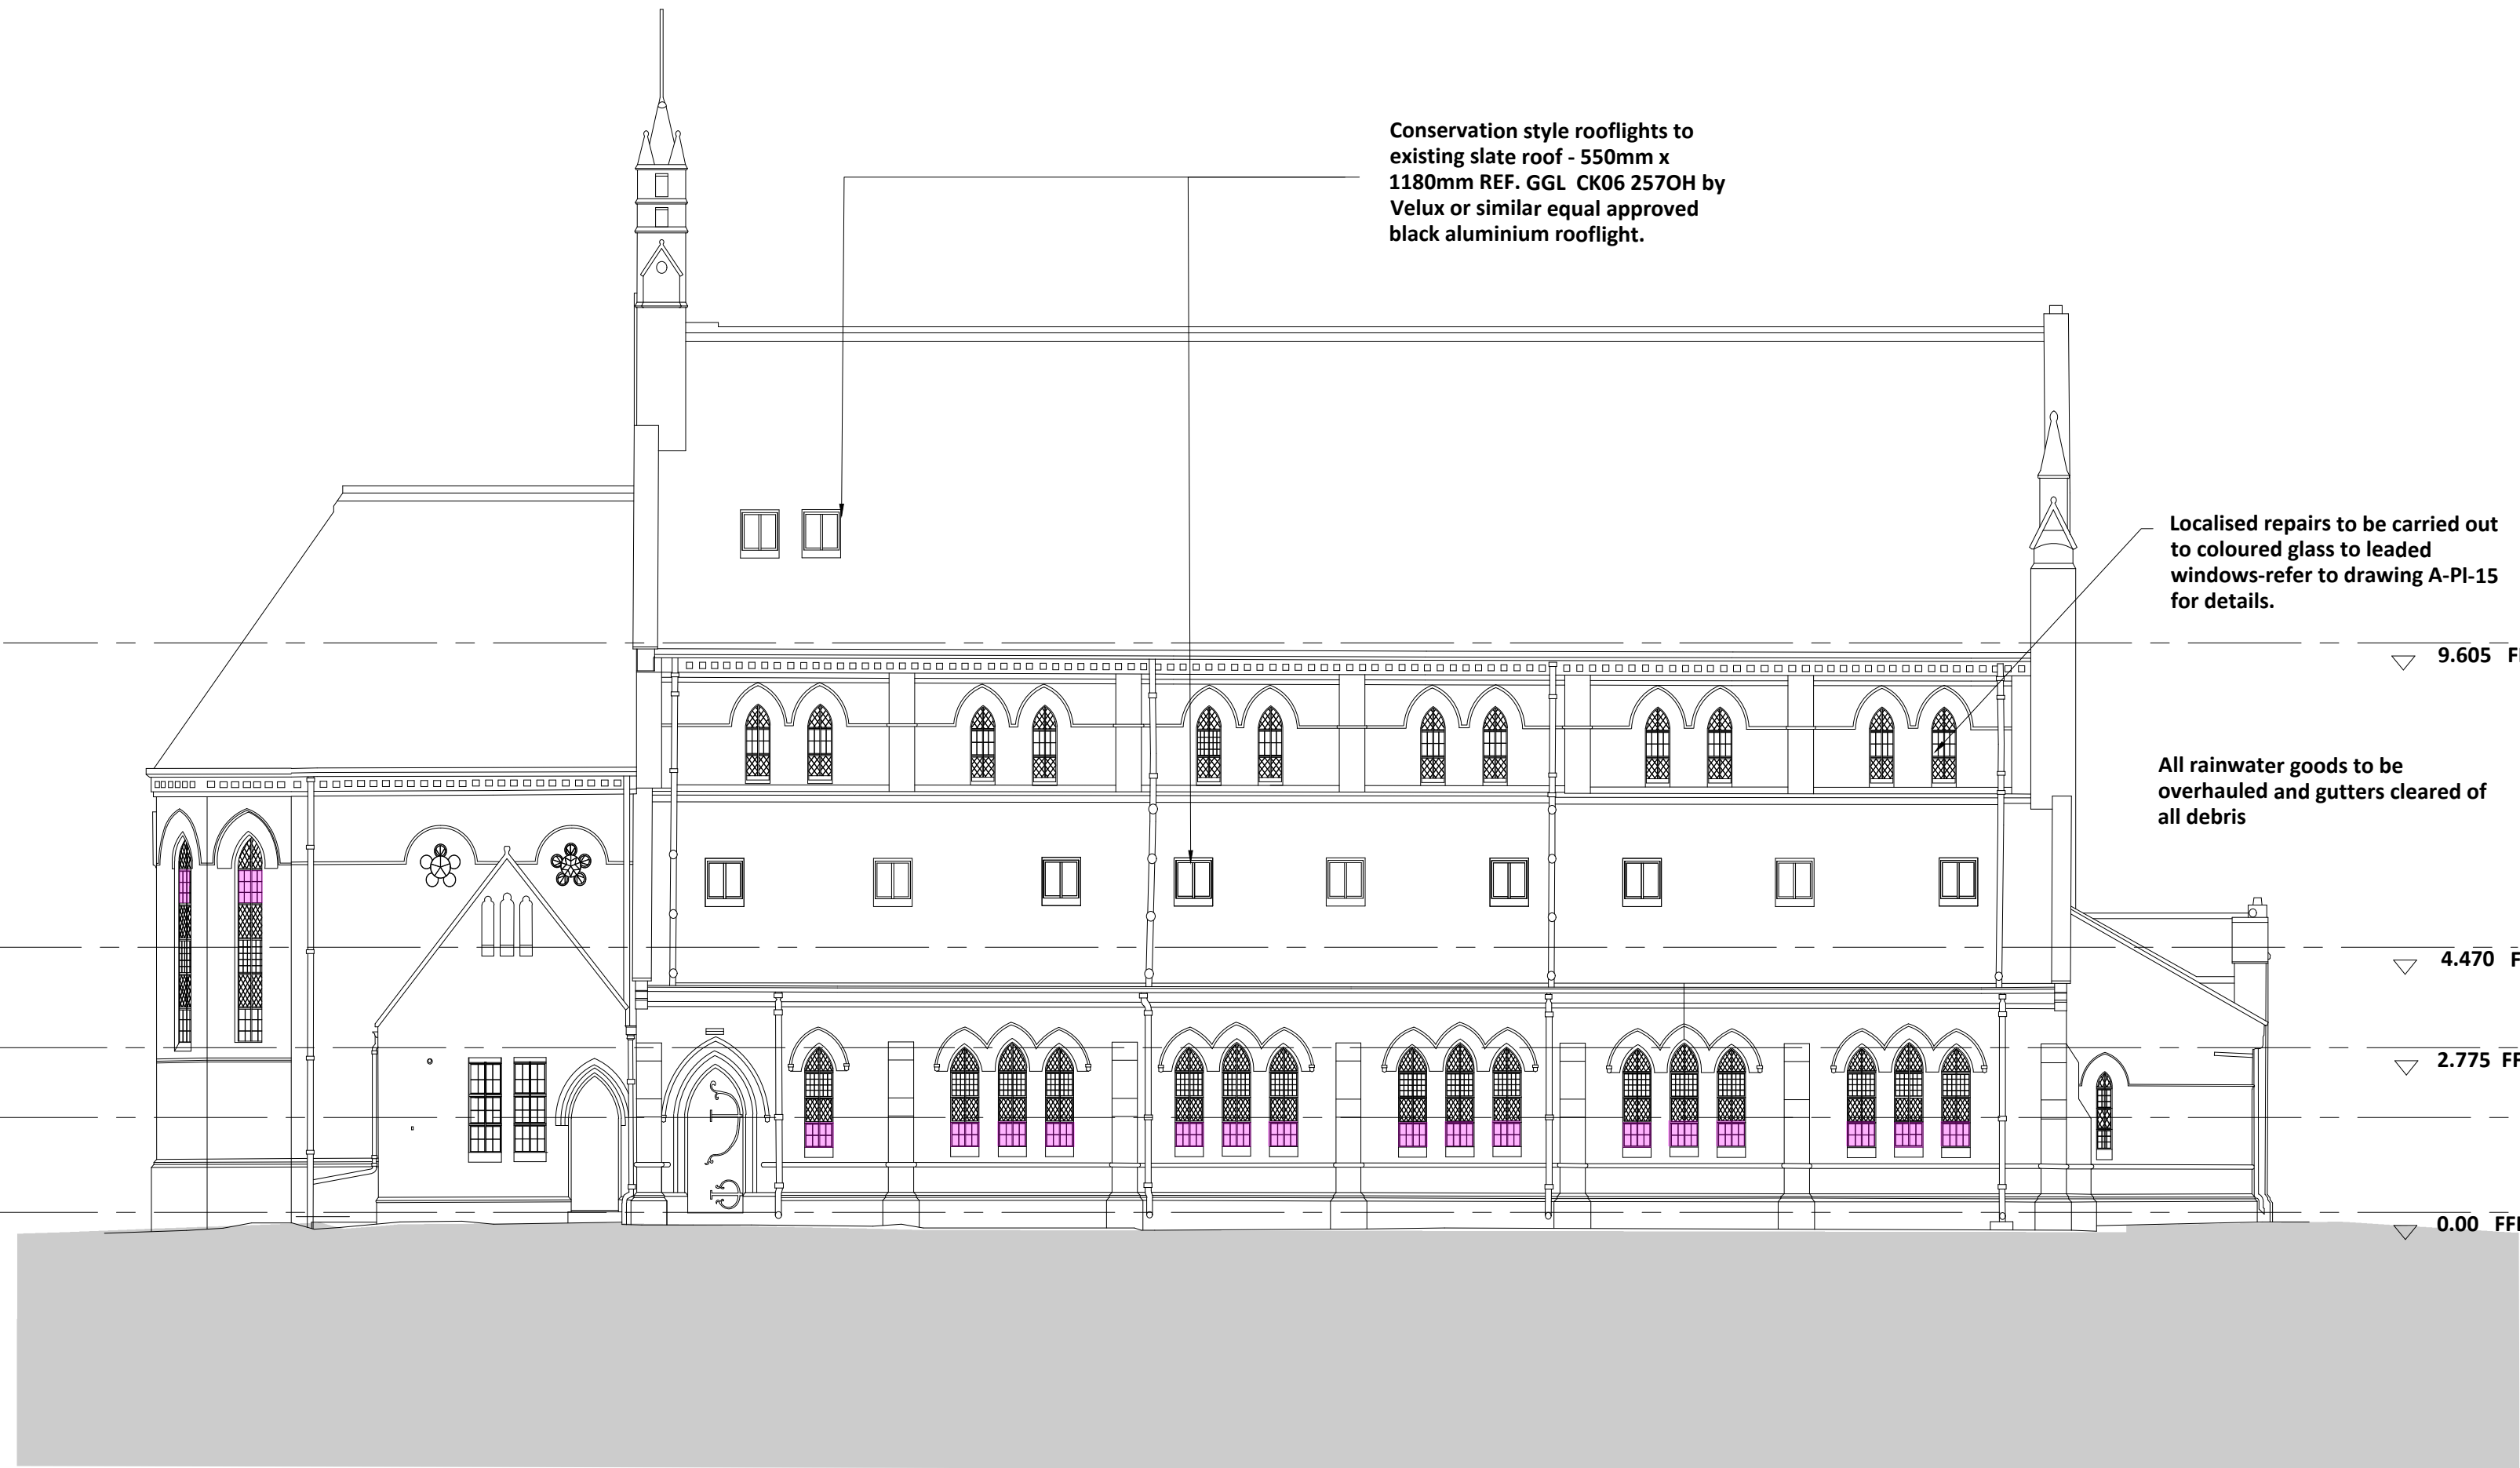 Conservation style rooflights to
existing slate roof - 550mm x
1180mm REF. GGL CK06 257OH by
Velux or similar equal approved
black aluminium rooflight.
Localised repairs to be carried out
to coloured glass to leaded
windows-refer to drawing A-Pl-15
for details.
9.605
All rainwater goods to be
overhauled and gutters cleared of
all debris
4.470 F
2.775 FF
0.00 FF